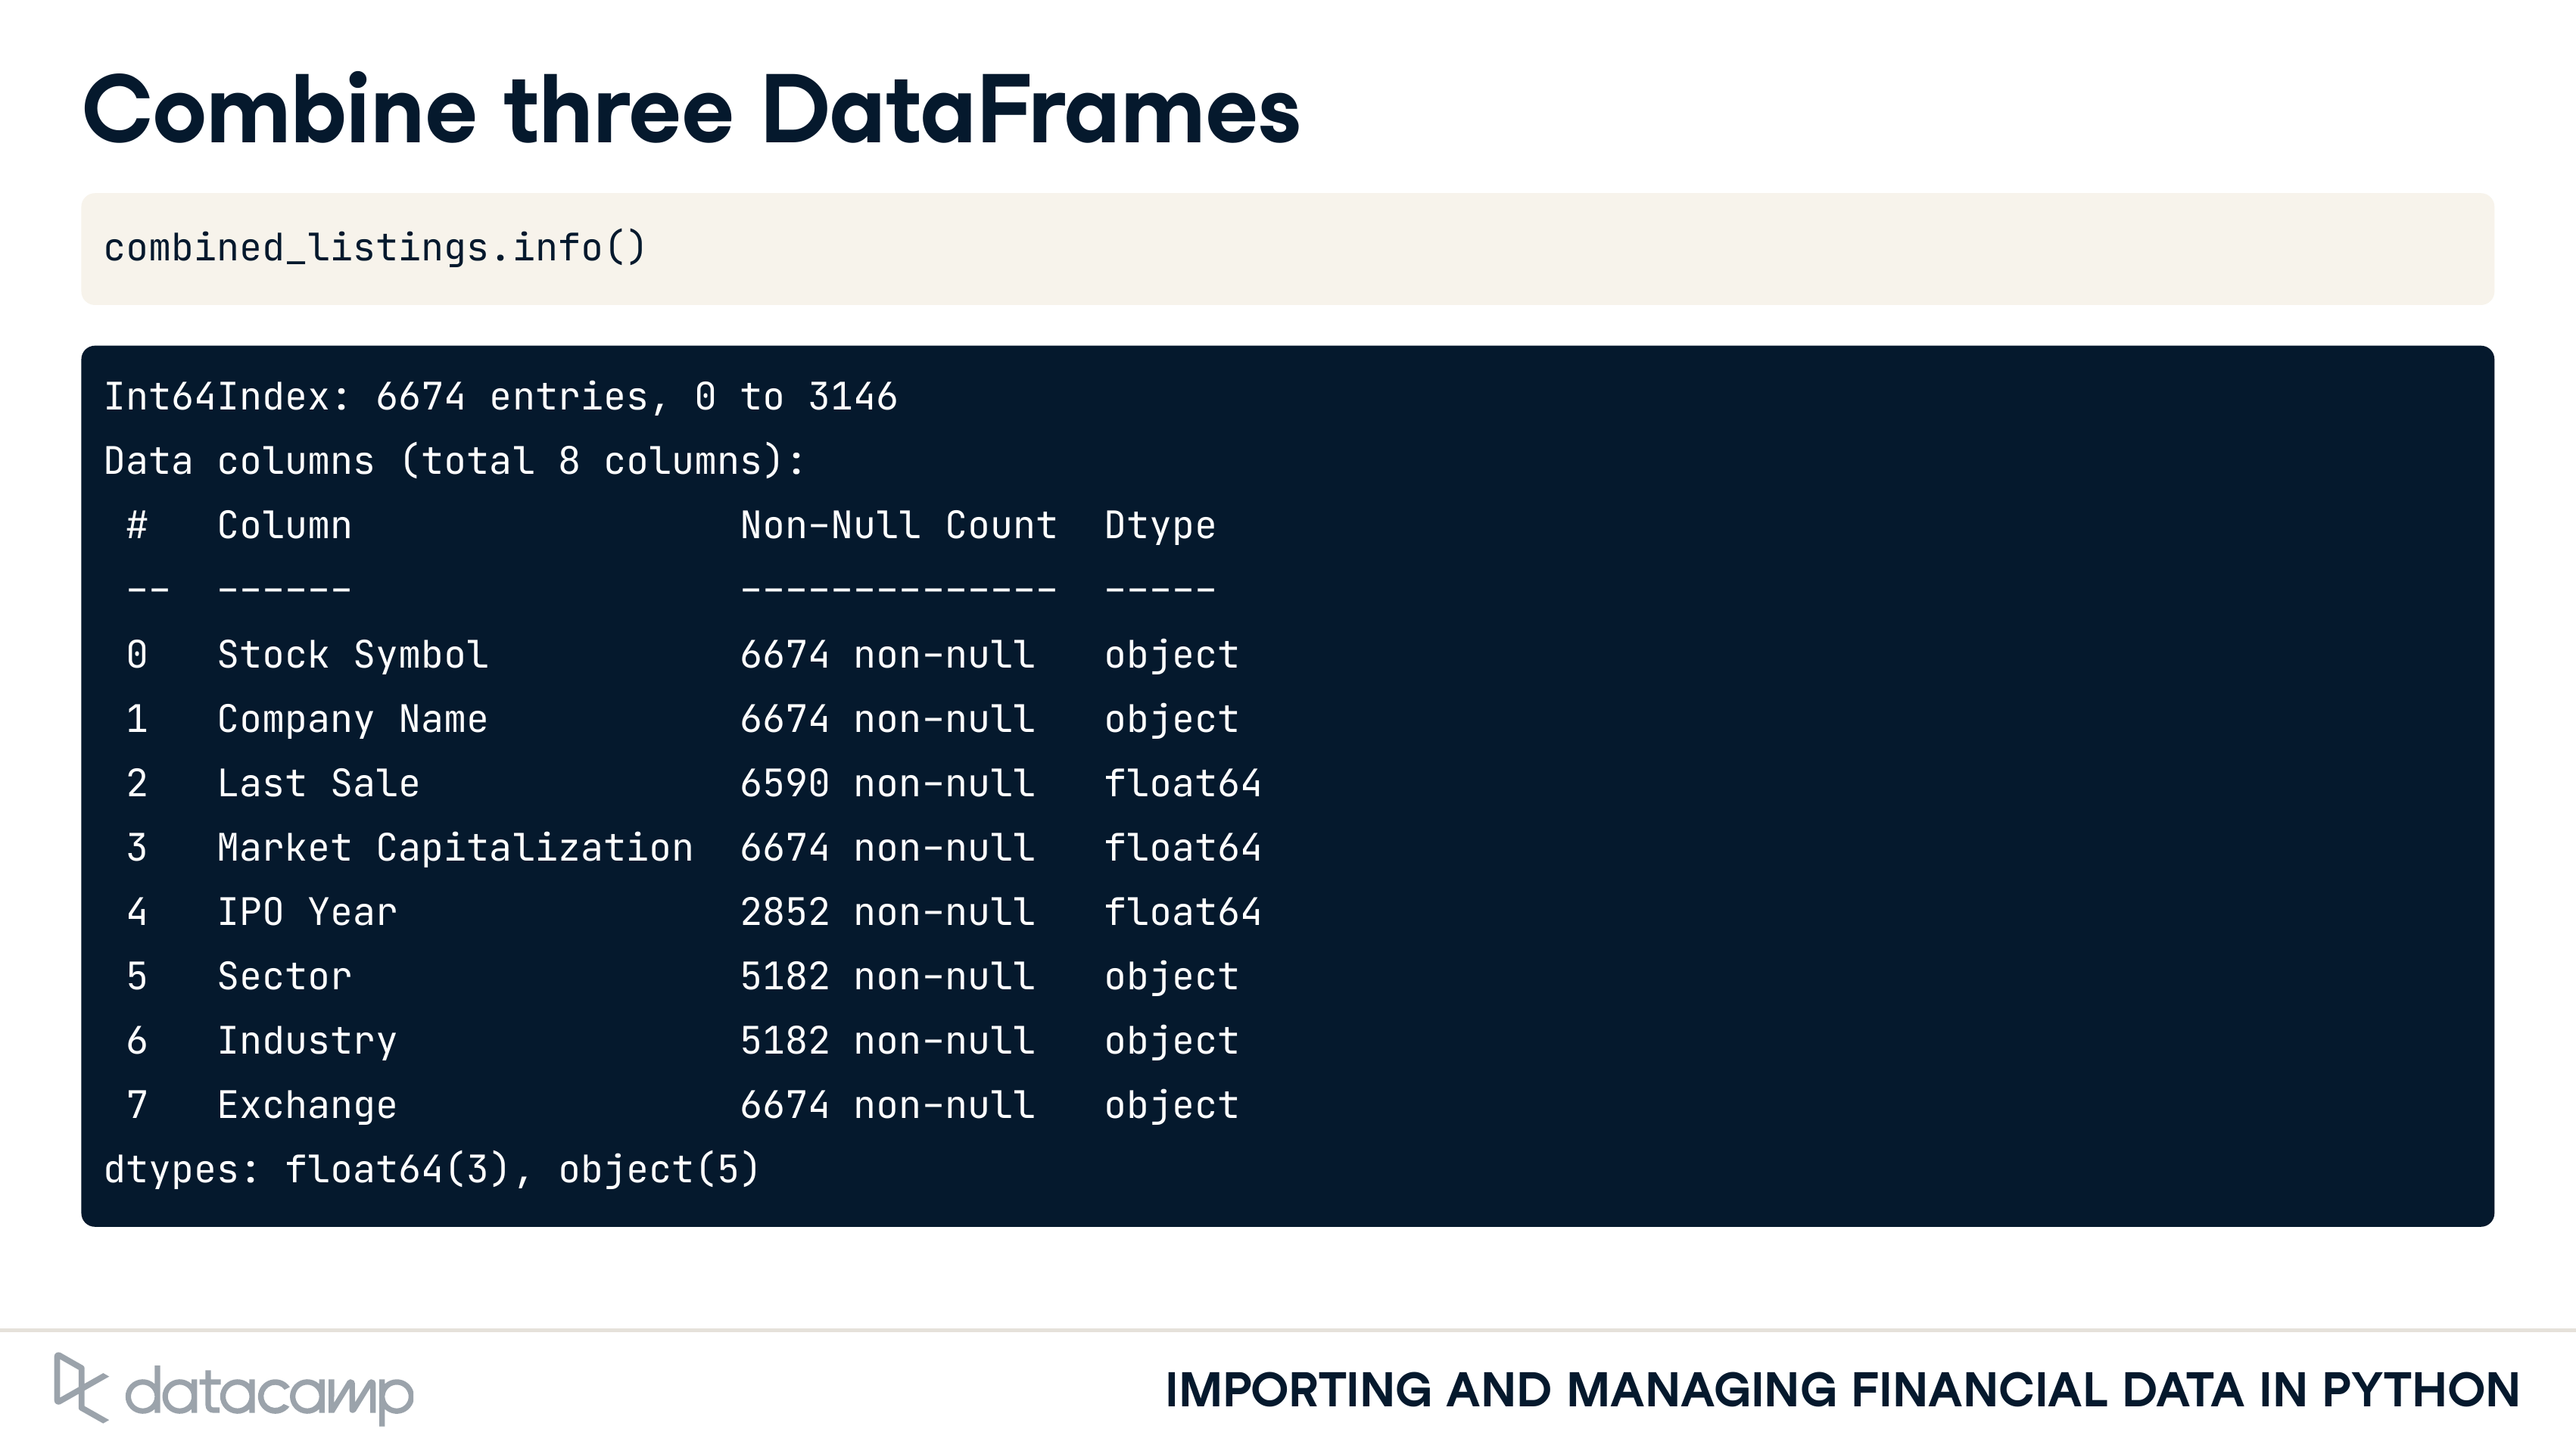 Combine three DataFrames
combined_listings.info()
Int64Index: 6674 entries, 0 to 3146
Data columns (total 8 columns):
 #   Column                 Non-Null Count  Dtype
 --  ------                 --------------  -----
 0   Stock Symbol           6674 non-null   object
 1   Company Name           6674 non-null   object
 2   Last Sale              6590 non-null   float64
 3   Market Capitalization  6674 non-null   float64
 4   IPO Year               2852 non-null   float64
 5   Sector                 5182 non-null   object
 6   Industry               5182 non-null   object
 7   Exchange               6674 non-null   object
dtypes: float64(3), object(5)
datacamp
IMPORTING AND MANAGING FINANCIAL DATA IN PYTHON